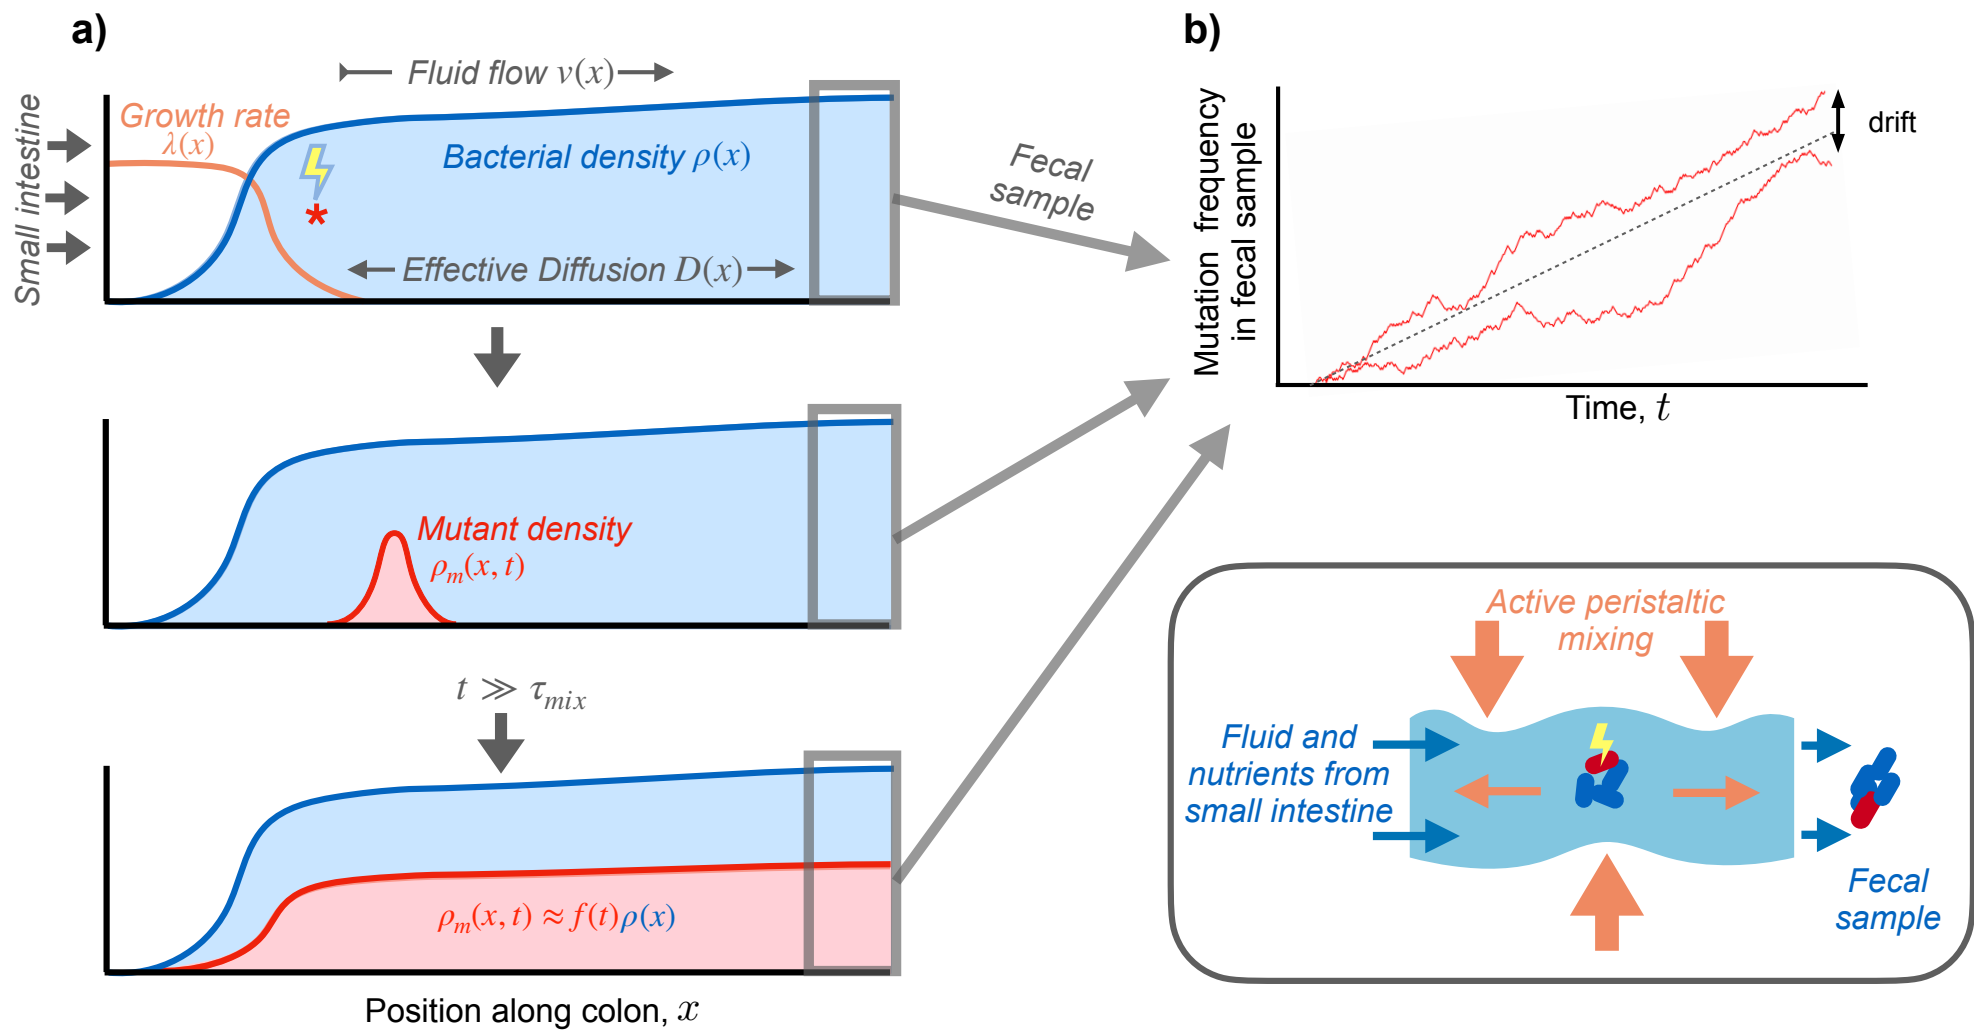 a)
Fluid flow v(x)
Small intestine
Growth rate
λ(x)
Bacterial density ρ(x)
*
Effective Diffusion D(x)
Fecal
sample
Mutant density
ρₘ(x, t)
t ≫ τₘᵢₓ
ρₘ(x, t) ≈ f(t)ρ(x)
Position along colon, x
b)
Mutation frequency
in fecal sample
drift
Time, t
Active peristaltic
mixing
Fluid and
nutrients from
small intestine
Fecal
sample